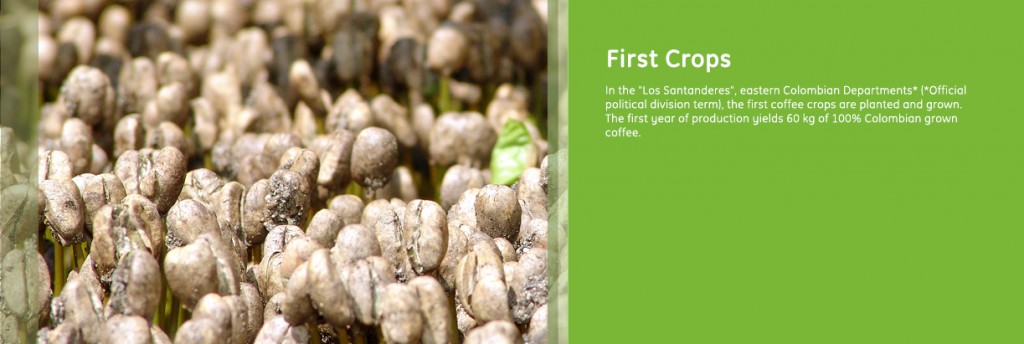 First Crops
In the "Los Santanderes", eastern Colombian Departments* (*Official
political division term), the first coffee crops are planted and grown.
The first year of production yields 60 kg of 100% Colombian grown
coffee.